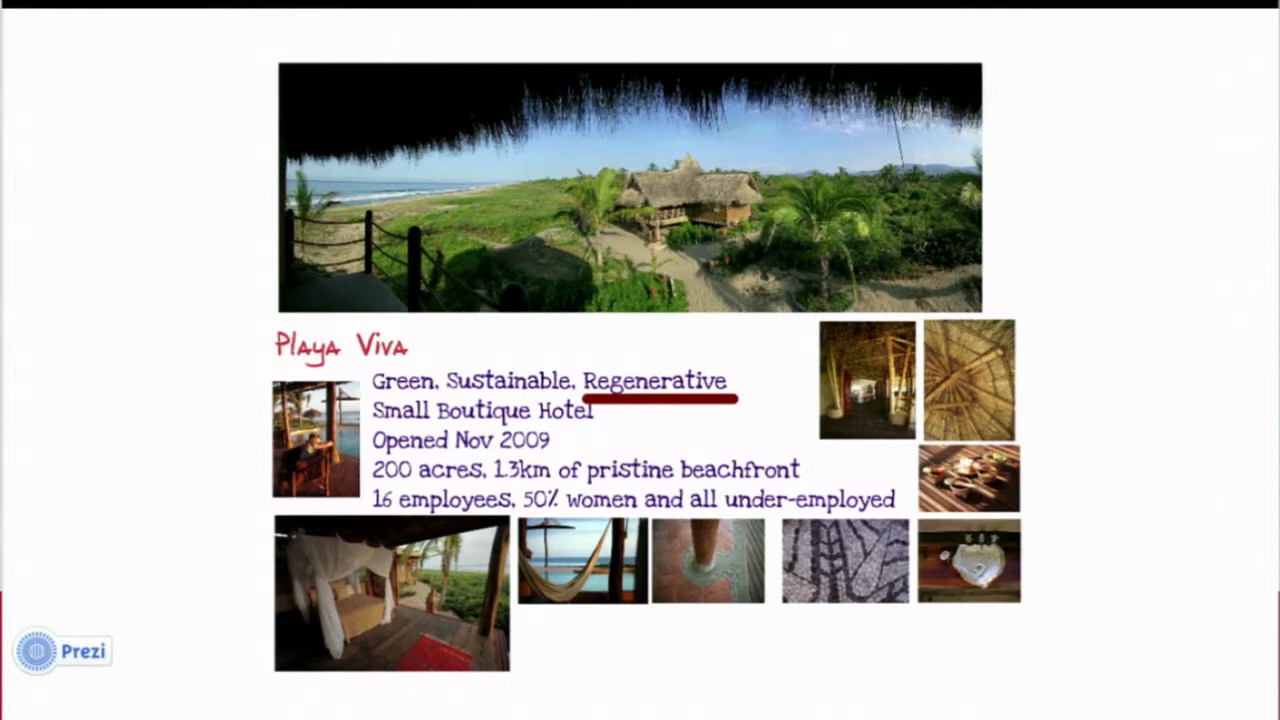 Playa Viva
Green, Sustainable, Regenerative
Small Boutique Hotel
Opened Nov 2009
200 acres, 1.3km of pristine beachfront
16 employees, 50% women and all under-employed
Prezi